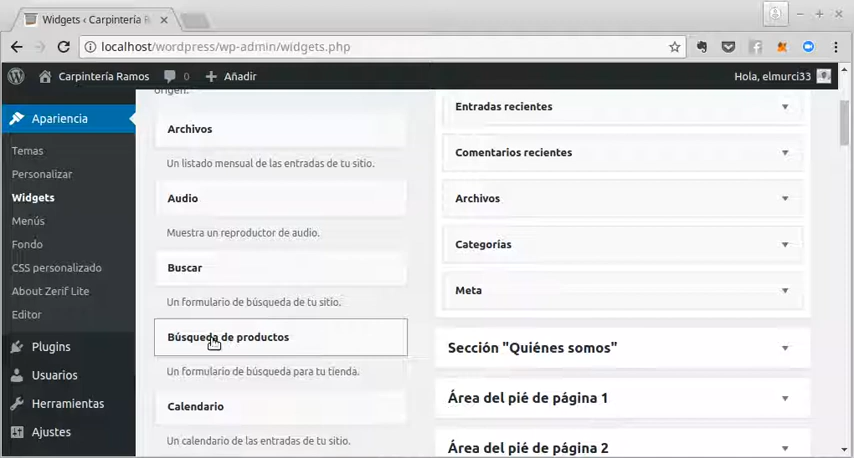 Widgets ‹ Carpintería R
localhost/wordpress/wp-admin/widgets.php
Carpintería Ramos
0
Añadir
Hola, elmurci33
Apariencia
Temas
Personalizar
Widgets
Menús
Fondo
CSS personalizado
About Zerif Lite
Editor
Plugins
Usuarios
Herramientas
Ajustes
origen.
Archivos
Un listado mensual de las entradas de tu sitio.
Audio
Muestra un reproductor de audio.
Buscar
Un formulario de búsqueda de tu sitio.
Búsqueda de productos
Un formulario de búsqueda para tu tienda.
Calendario
Un calendario de las entradas de tu sitio.
Entradas recientes
Comentarios recientes
Archivos
Categorías
Meta
Sección "Quiénes somos"
Área del pié de página 1
Área del pié de página 2